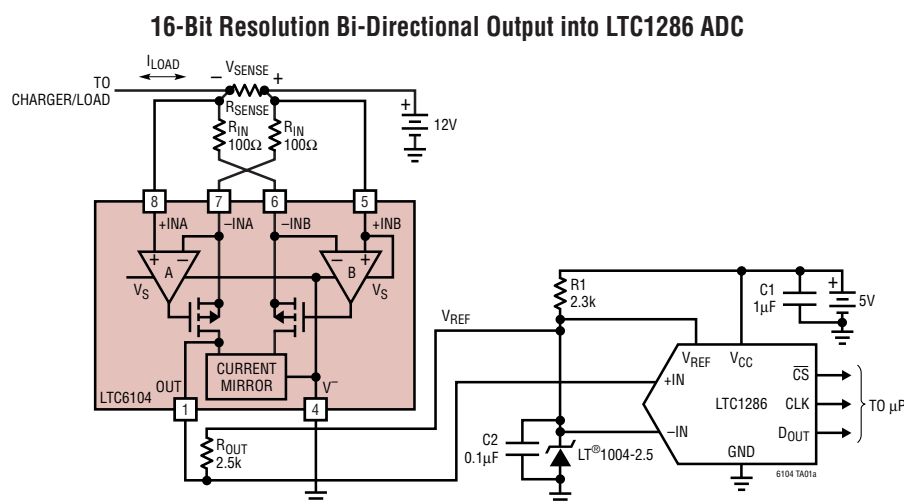 16-Bit Resolution Bi-Directional Output into LTC1286 ADC
ILOAD
VSENSE
− +
TO
CHARGER/LOAD
RSENSE
+
12V
RIN
100Ω
RIN
100Ω
8
7
6
5
+INA
−INA
−INB
+INB
+ −
A
− +
B
VS
VS
CURRENT
MIRROR
OUT
V−
LTC6104
1
4
ROUT
2.5k
VREF
R1
2.3k
C1
1µF
+
5V
VREF
VCC
+IN
−IN
LTC1286
CS
CLK
DOUT
GND
TO µP
C2
0.1µF
LT®1004-2.5
6104 TA01a